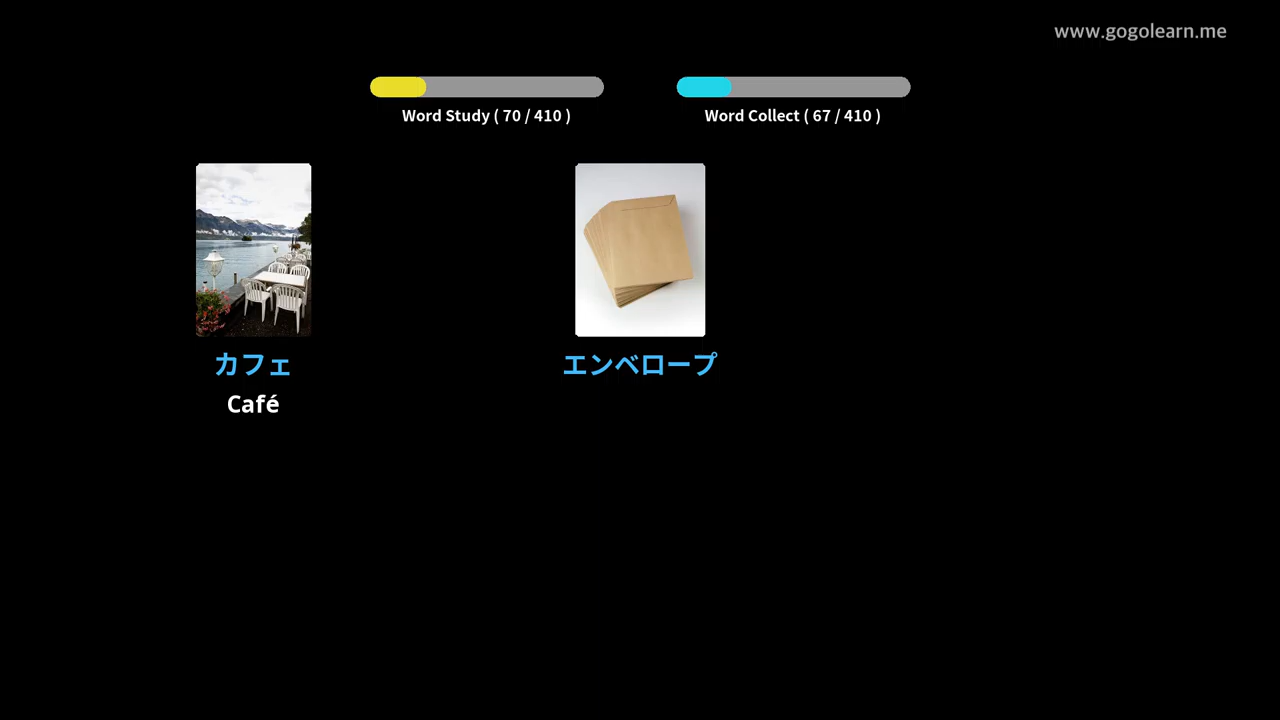 www.gogolearn.me
Word Study ( 70 / 410 )
Word Collect ( 67 / 410 )
カフェ
Café
エンベロープ